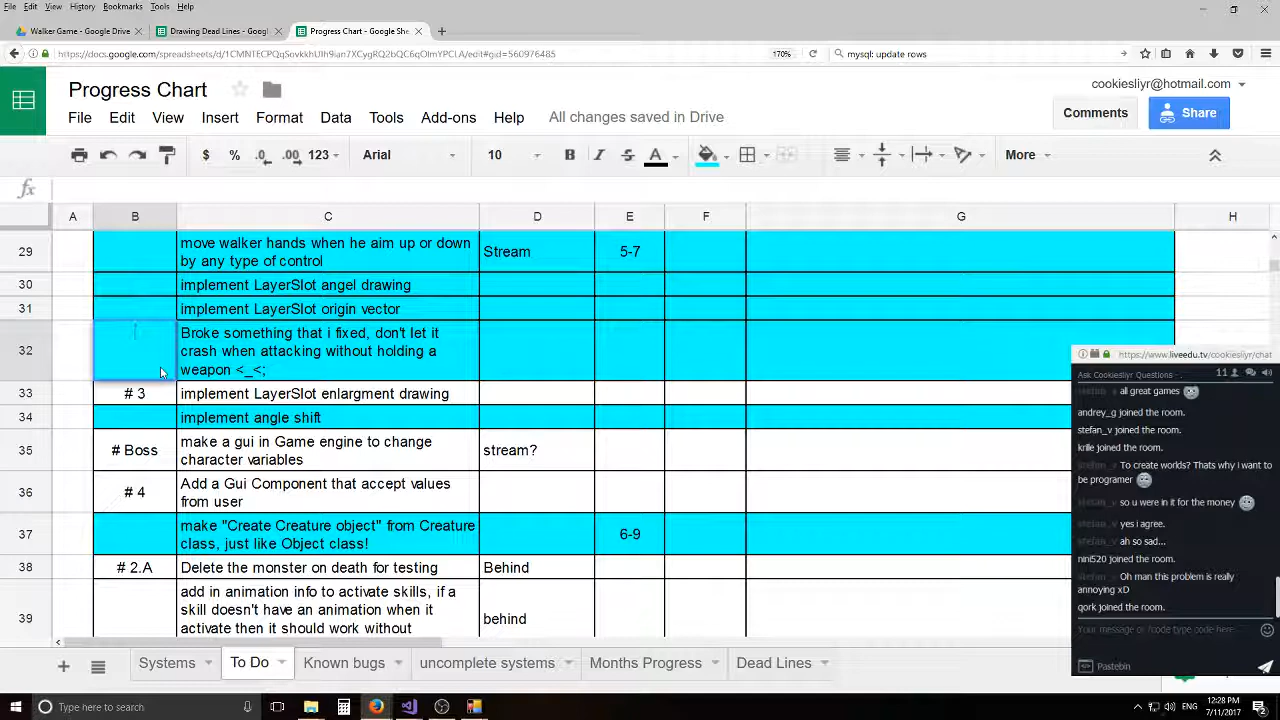 File Edit View History Bookmarks Tools Help
Walker Game - Google Drive
Drawing Dead Lines - Googl
Progress Chart - Google She
170%
mysql: update rows
Progress Chart
cookiesliyr@hotmail.com
File Edit View Insert Format Data Tools Add-ons Help All changes saved in Drive
Comments
Share
$ % .0 .00 123 Arial 10 B I S A More
fx
A B C D E F G H
29 move walker hands when he aim up or down Stream 5-7
by any type of control
30 implement LayerSlot angel drawing
31 implement LayerSlot origin vector
32 Broke something that i fixed, don't let it
crash when attacking without holding a
weapon <_<;
33 # 3 implement LayerSlot enlargment drawing
34 implement angle shift
35 # Boss make a gui in Game engine to change stream?
character variables
36 # 4 Add a Gui Component that accept values
from user
37 make "Create Creature object" from Creature 6-9
class, just like Object class!
38 # 2.A Delete the monster on death for testing Behind
39 add in animation info to activate skills, if a behind
skill doesn't have an animation when it
activate then it should work without
Systems To Do Known bugs uncomplete systems Months Progress Dead Lines
https://www.liveedu.tv/cookiesliyr/chat
Ask Cookiesliyr Questions - . 11
stefan_v all great games
andrey_g joined the room.
stefan_v joined the room.
krille joined the room.
stefan_v To create worlds? Thats why i want to
be programer
stefan_v so u were in it for the money
stefan_v yes i agree.
stefan_v ah so sad...
nini520 joined the room.
stefan_v Oh man this problem is really
annoying xD
qork joined the room.
Your message or /code type code here
Pastebin
Type here to search
12:28 PM
7/11/2017